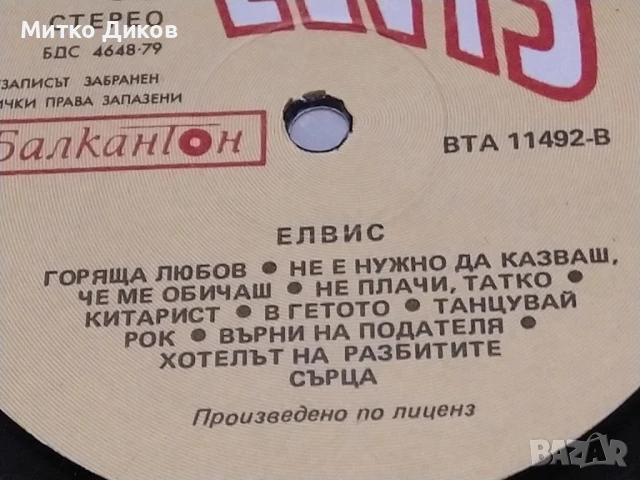 Митко Диков
СТЕРЕО
БДС 4648-79
ЗАБРАНЕН
ПРАВА ЗАПАЗЕНИ
Балкантон
ELVIS
ВТА 11492-В
ЕЛВИС
ГОРЯЩА ЛЮБОВ ● НЕ Е НУЖНО ДА КАЗВАШ,
ЧЕ МЕ ОБИЧАШ ● НЕ ПЛАЧИ, ТАТКО ●
КИТАРИСТ ● В ГЕТОТО ● ТАНЦУВАЙ
РОК ● ВЪРНИ НА ПОДАТЕЛЯ ●
ХОТЕЛЪТ НА РАЗБИТИТЕ
СЪРЦА
Произведено по лиценз
BAZAR